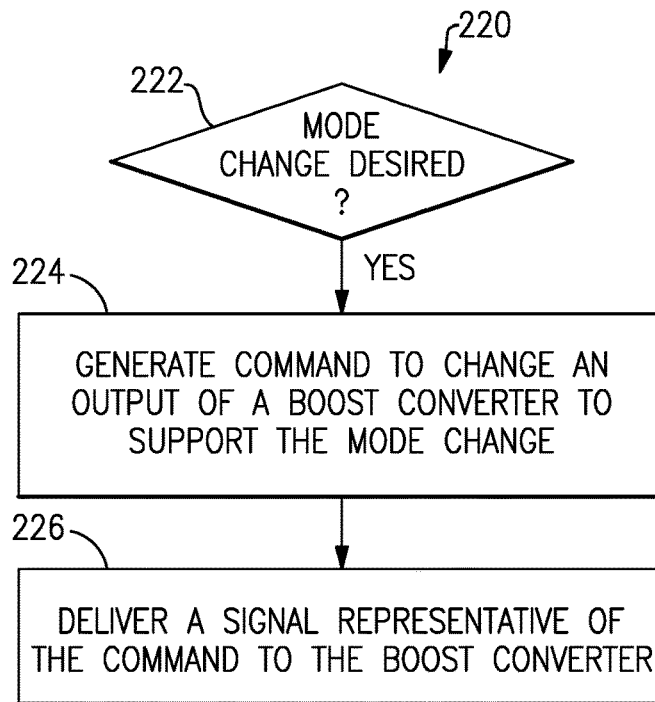 220
222
MODE
CHANGE DESIRED
?
YES
224
GENERATE COMMAND TO CHANGE AN
OUTPUT OF A BOOST CONVERTER TO
SUPPORT THE MODE CHANGE
226
DELIVER A SIGNAL REPRESENTATIVE OF
THE COMMAND TO THE BOOST CONVERTER